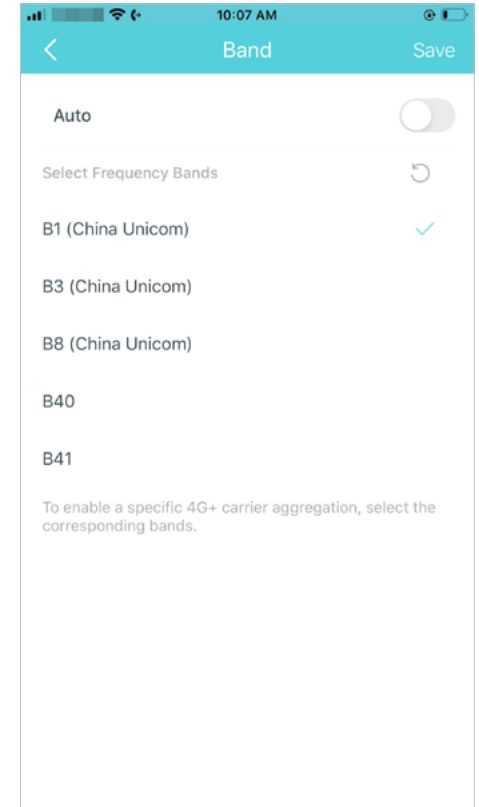 10:07 AM
Band
Save
Auto
Select Frequency Bands
B1 (China Unicom)
B3 (China Unicom)
B8 (China Unicom)
B40
B41
To enable a specific 4G+ carrier aggregation, select the
corresponding bands.